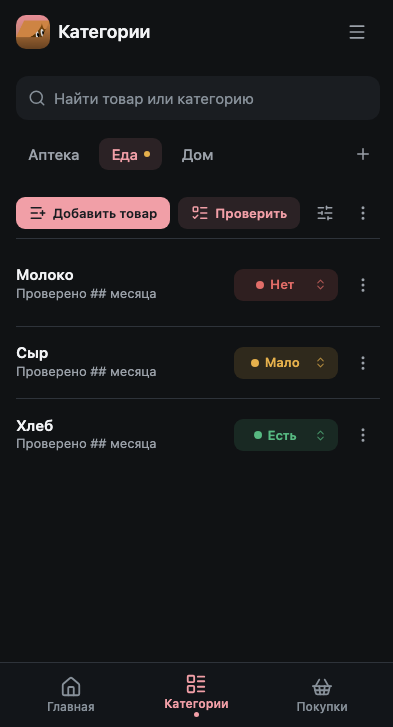 Категории
Найти товар или категорию
Аптека Еда Дом
Добавить товар Проверить
Молоко
Проверено ## месяца
Нет
Сыр
Проверено ## месяца
Мало
Хлеб
Проверено ## месяца
Есть
Главная Категории Покупки